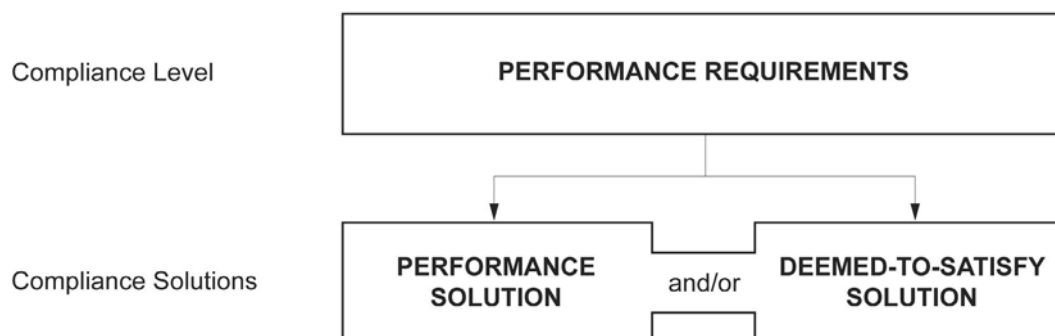 Compliance Level
PERFORMANCE REQUIREMENTS
Compliance Solutions
PERFORMANCE
SOLUTION
and/or
DEEMED-TO-SATISFY
SOLUTION